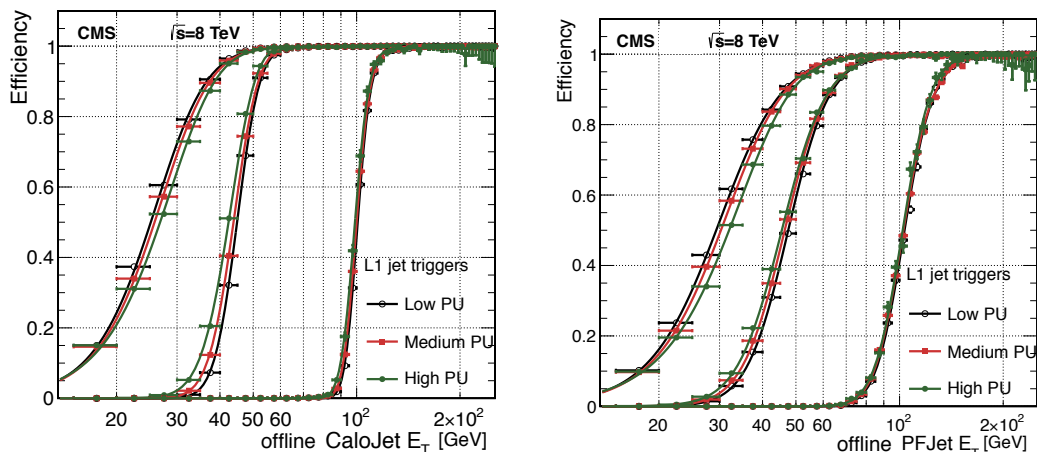 CMS √s=8 TeV
Efficiency
1
0.8
0.6
0.4
0.2
0
L1 jet triggers
Low PU
Medium PU
High PU
20 30 40 50 60 10² 2×10²
offline CaloJet E_T [GeV]
CMS √s=8 TeV
Efficiency
1
0.8
0.6
0.4
0.2
0
L1 jet triggers
Low PU
Medium PU
High PU
20 30 40 50 60 10² 2×10²
offline PFJet E_T [GeV]